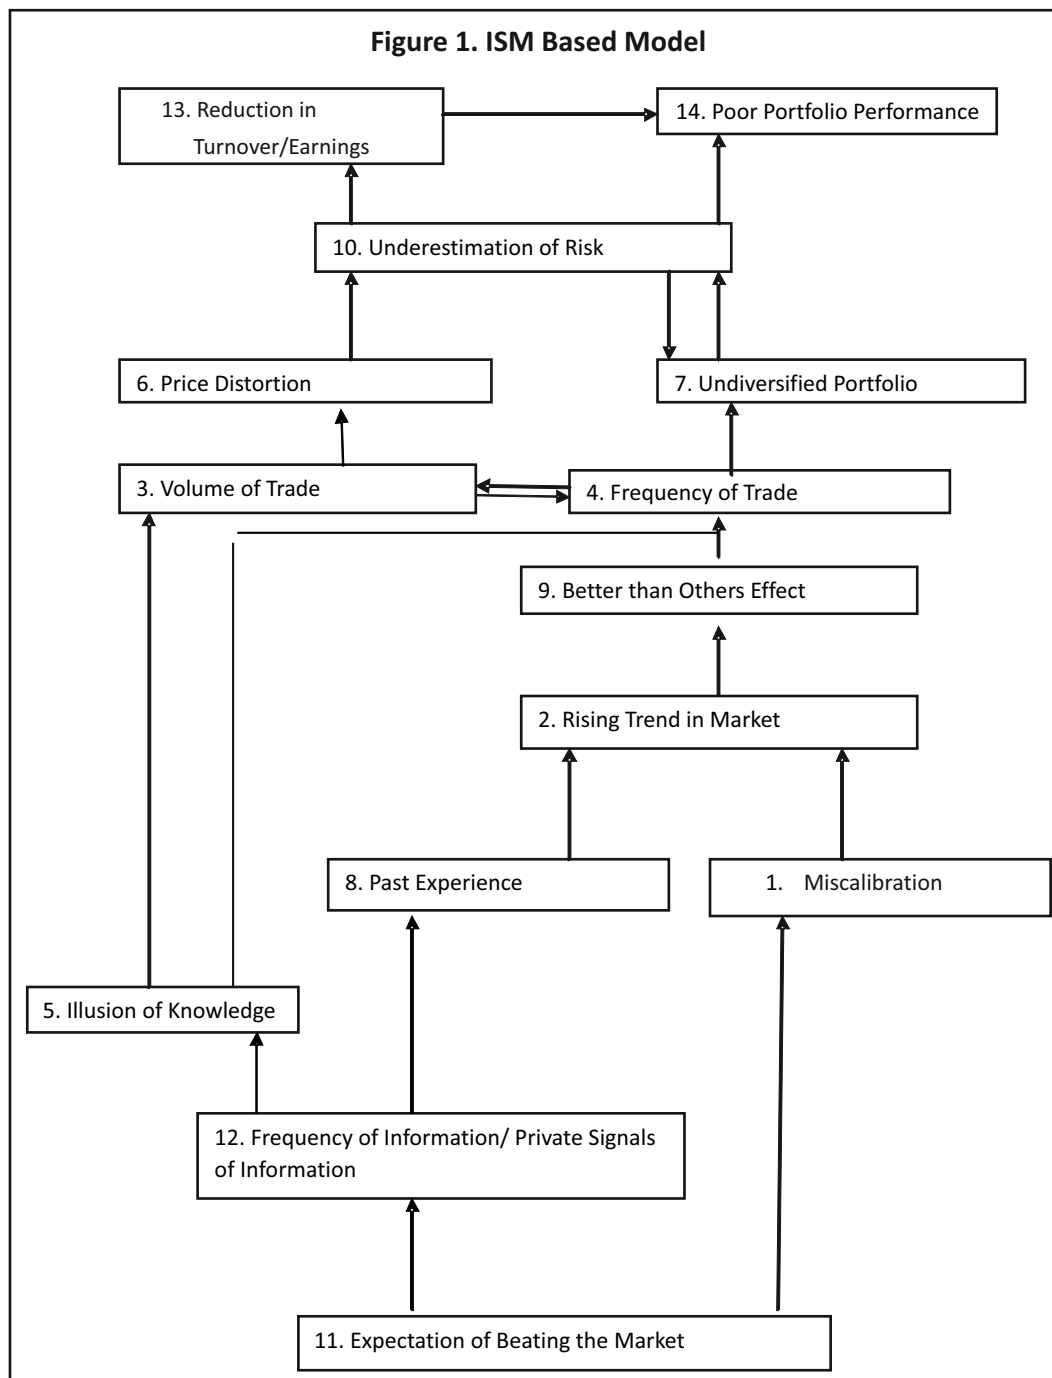 Figure 1. ISM Based Model
13. Reduction in
Turnover/Earnings
14. Poor Portfolio Performance
10. Underestimation of Risk
6. Price Distortion
7. Undiversified Portfolio
3. Volume of Trade
4. Frequency of Trade
9. Better than Others Effect
2. Rising Trend in Market
8. Past Experience
1. Miscalibration
5. Illusion of Knowledge
12. Frequency of Information/ Private Signals
of Information
11. Expectation of Beating the Market